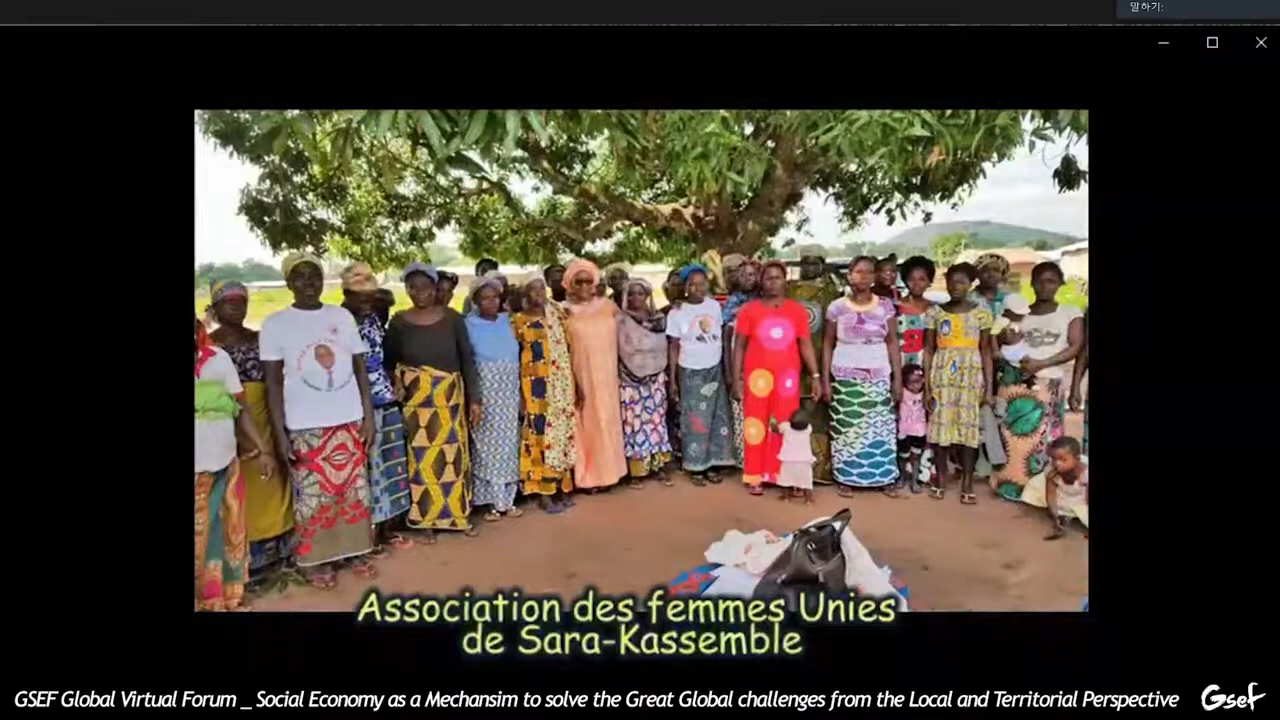 말하기:
Association des femmes Unies
de Sara-Kassemble
GSEF Global Virtual Forum _ Social Economy as a Mechansim to solve the Great Global challenges from the Local and Territorial Perspective
Gsef